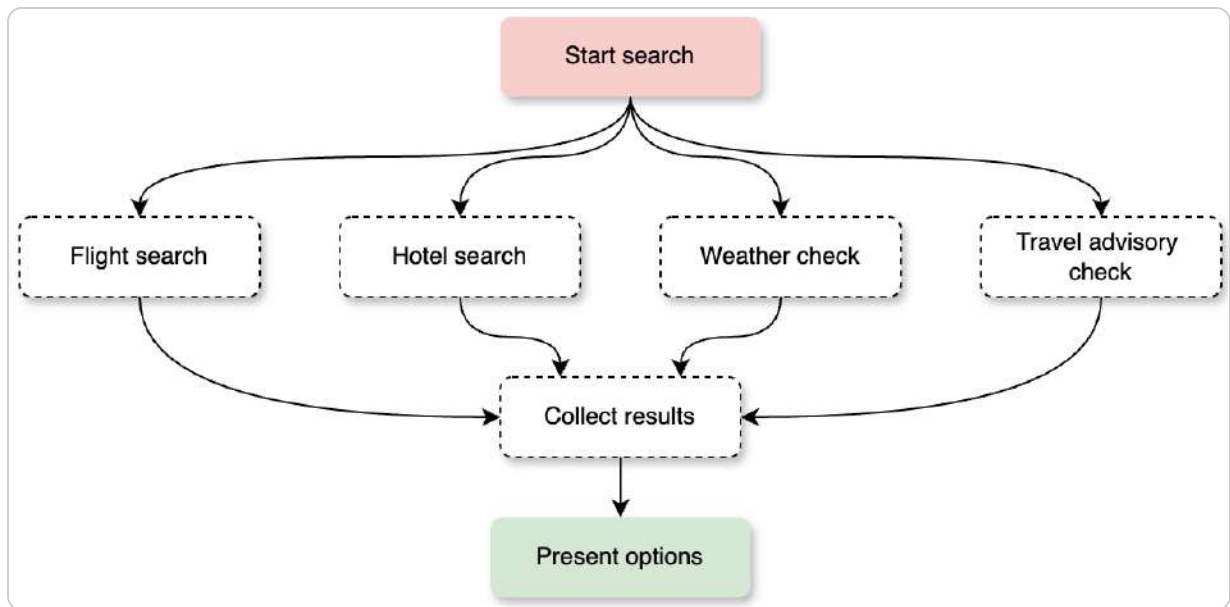 Start search
Flight search
Hotel search
Weather check
Travel advisory
check
Collect results
Present options